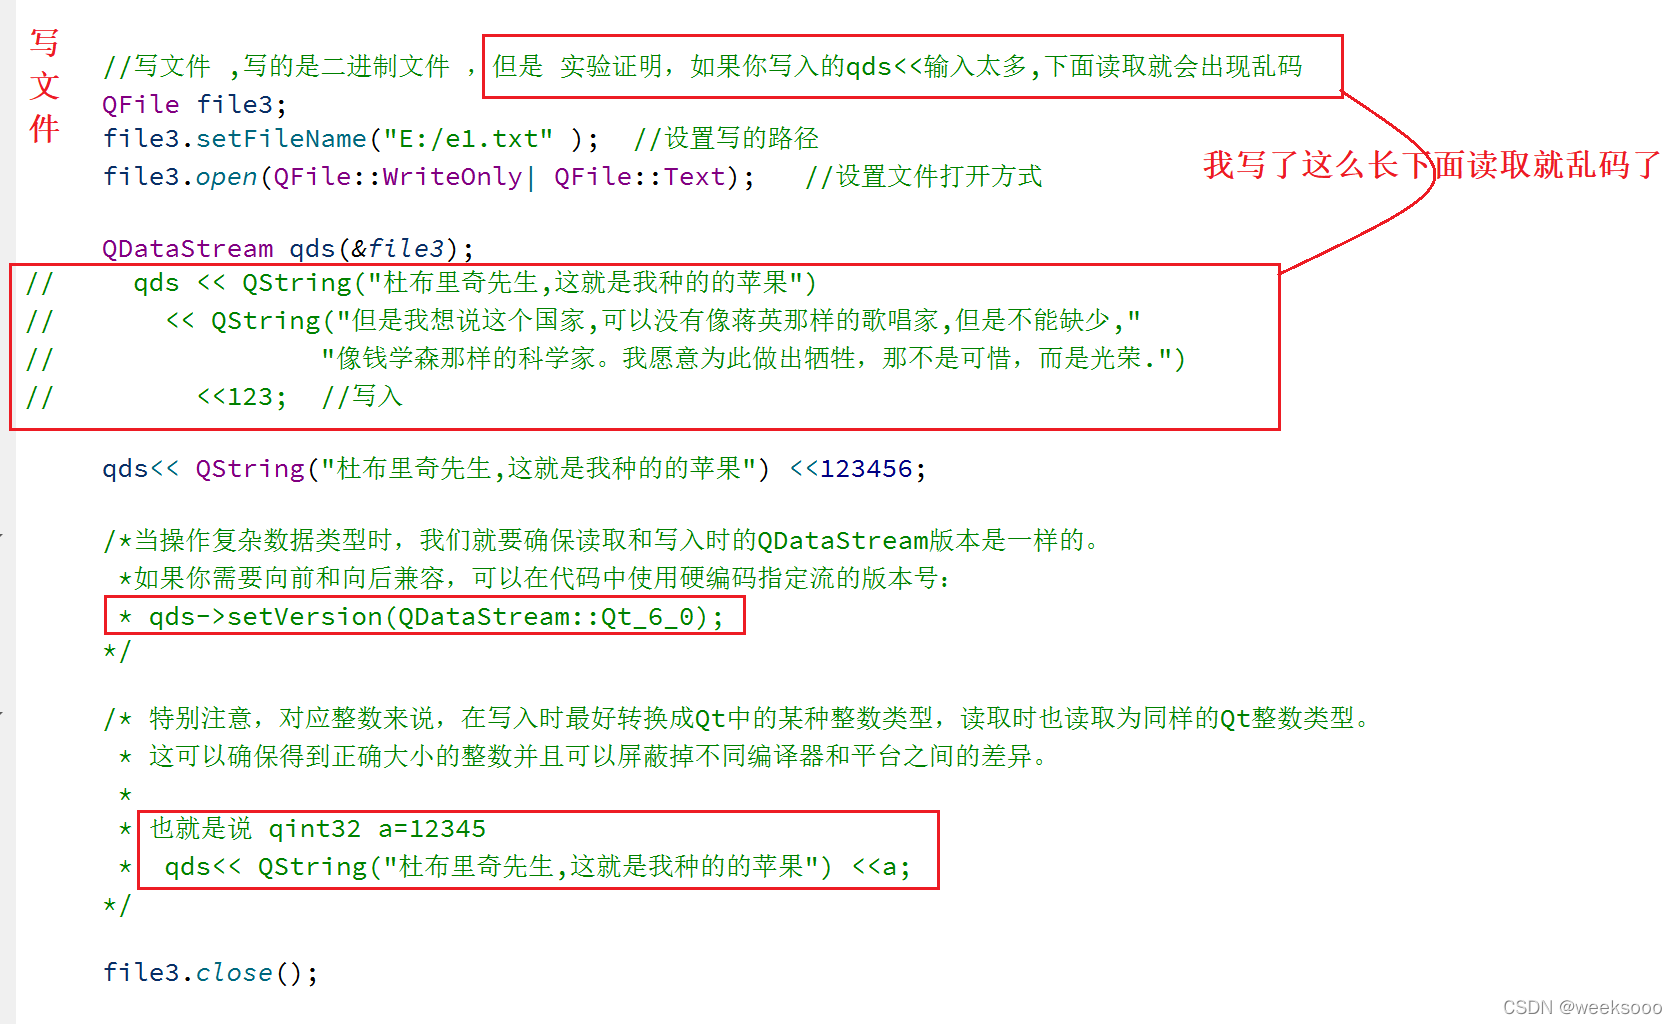 写
文
件
//写文件 ,写的是二进制文件 , 但是 实验证明, 如果你写入的qds<<输入太多,下面读取就会出现乱码
QFile file3;
file3.setFileName("E:/e1.txt" );  //设置写的路径
我写了这么长下面读取就乱码了
file3.open(QFile::WriteOnly| QFile::Text);   //设置文件打开方式
QDataStream qds(&file3);
//     qds << QString("杜布里奇先生,这就是我种的的苹果")
//       << QString("但是我想说这个国家,可以没有像蒋英那样的歌唱家,但是不能缺少,"
//                 "像钱学森那样的科学家。我愿意为此做出牺牲, 那不是可惜, 而是光荣.")
//         <<123;  //写入
qds<< QString("杜布里奇先生,这就是我种的的苹果") <<123456;
/*当操作复杂数据类型时, 我们就要确保读取和写入时的QDataStream版本是一样的。
*如果你需要向前和向后兼容, 可以在代码中使用硬编码指定流的版本号:
* qds->setVersion(QDataStream::Qt_6_0);
*/
/* 特别注意, 对应整数来说, 在写入时最好转换成Qt中的某种整数类型, 读取时也读取为同样的Qt整数类型。
* 这可以确保得到正确大小的整数并且可以屏蔽掉不同编译器和平台之间的差异。
*
* 也就是说 qint32 a=12345
*  qds<< QString("杜布里奇先生,这就是我种的的苹果") <<a;
*/
file3.close();
CSDN @weeksooo